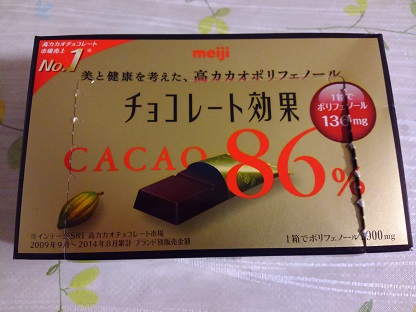 高カカオチョコレート
市場売上 ※
No.1
meiji
美と健康を考えた、高カカオポリフェノール
チョコレート効果
1枚で
ポリフェノール
130mg
CACAO 86%
※インテージSRI 高カカオチョコレート市場
2009年9月~2014年8月累計 ブランド別販売金額
1箱でポリフェノール